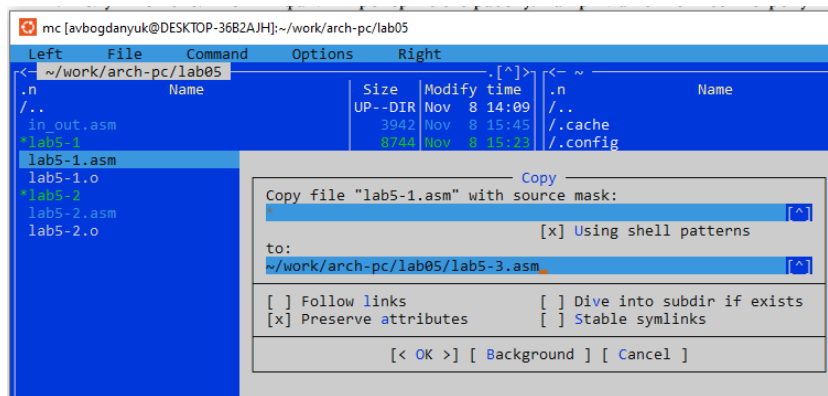 mc [avbogdanyuk@DESKTOP-36B2AJH]:~/work/arch-pc/lab05
Left File Command Options Right
<— ~/work/arch-pc/lab05 .[^]> <— ~
.n Name Size Modify time .n Name
/.. UP--DIR Nov 8 14:09 /..
in_out.asm 3942 Nov 8 15:45 /.cache
*lab5-1 8744 Nov 8 15:23 /.config
lab5-1.asm
lab5-1.o
*lab5-2
lab5-2.asm
lab5-2.o
Copy
Copy file "lab5-1.asm" with source mask:
* [^]
[x] Using shell patterns
to:
~/work/arch-pc/lab05/lab5-3.asm [^]
[ ] Follow links [ ] Dive into subdir if exists
[x] Preserve attributes [ ] Stable symlinks
[< OK >] [ Background ] [ Cancel ]